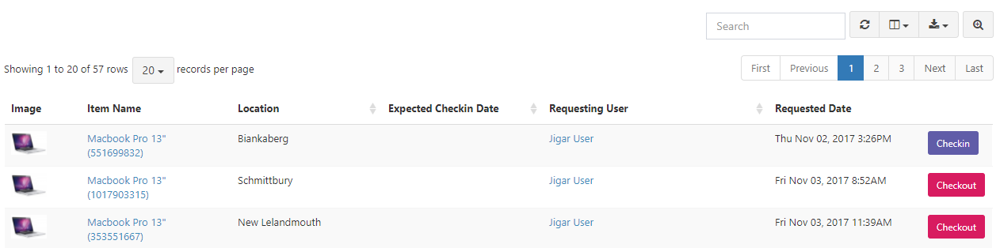 Search
Showing 1 to 20 of 57 rows 20 records per page
First Previous 1 2 3 Next Last
Image Item Name Location Expected Checkin Date Requesting User Requested Date
Macbook Pro 13" Biankaberg Jigar User Thu Nov 02, 2017 3:26PM Checkin
(551699832)
Macbook Pro 13" Schmittbury Jigar User Fri Nov 03, 2017 8:52AM Checkout
(1017903315)
Macbook Pro 13" New Lelandmouth Jigar User Fri Nov 03, 2017 11:39AM Checkout
(353551667)